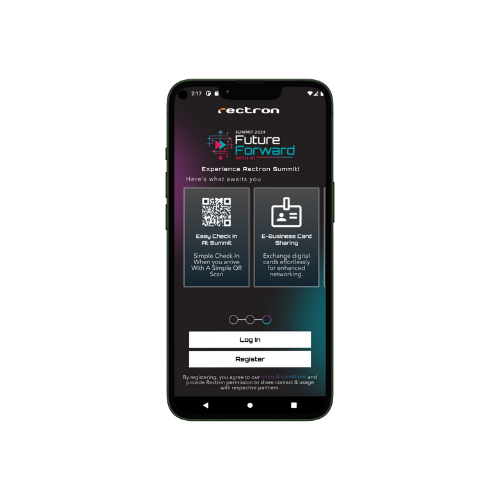 2:17
rectron
SUMMIT 2024
Future
Forward
WITH AI
Experience Rectron Summit!
Here's what awaits you
Easy Check in
At Summit
Simple Check-In
When you arrive
With A Simple QR
Scan
E-Business Card
Sharing
Exchange digital
cards effortlessly
for enhanced
networking.
Log in
Register
By registering, you agree to our terms & conditions and
provide Rectron permission to share contact & usage
with respective partners